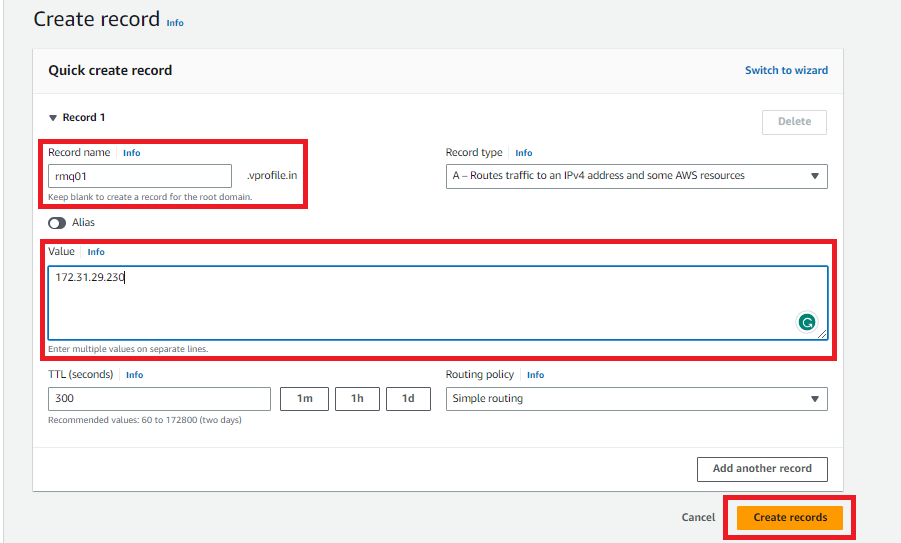 Create record Info
Quick create record
Switch to wizard
Record 1
Delete
Record name Info
Record type Info
rmq01 .vprofile.in
A – Routes traffic to an IPv4 address and some AWS resources
Keep blank to create a record for the root domain.
Alias
Value Info
172.31.29.230
Enter multiple values on separate lines.
TTL (seconds) Info
Routing policy Info
300 1m 1h 1d
Simple routing
Recommended values: 60 to 172800 (two days)
Add another record
Cancel Create records